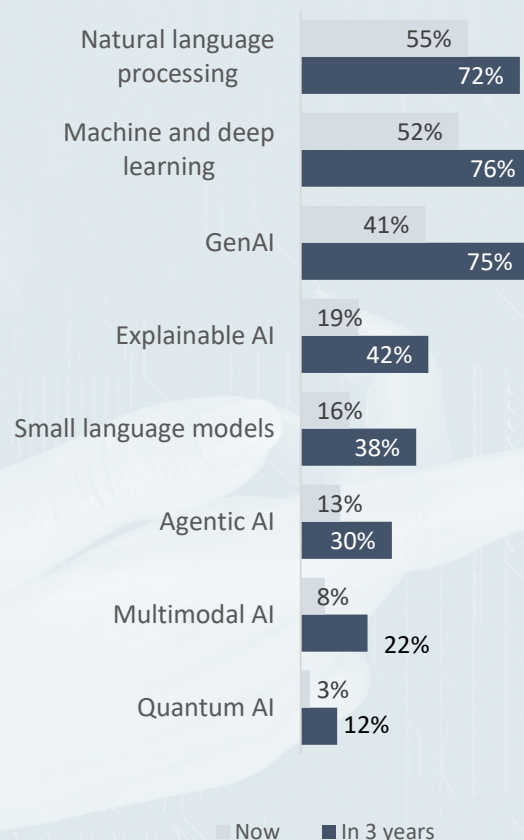 Natural language
processing
55%
72%
Machine and deep
learning
52%
76%
GenAI
41%
75%
Explainable AI
19%
42%
Small language models
16%
38%
Agentic AI
13%
30%
Multimodal AI
8%
22%
Quantum AI
3%
12%
Now In 3 years